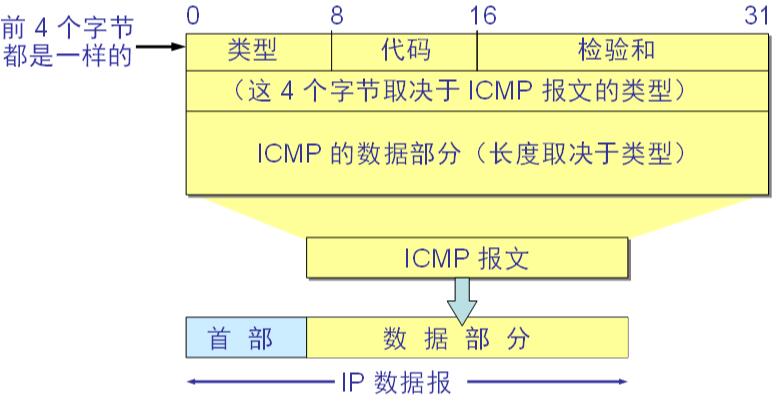 0 8 16 31
前 4 个字节
都是一样的
类型 代码 检验和
（这 4 个字节取决于 ICMP 报文的类型）
ICMP 的数据部分（长度取决于类型）
ICMP 报文
首 部 数 据 部 分
IP 数据报